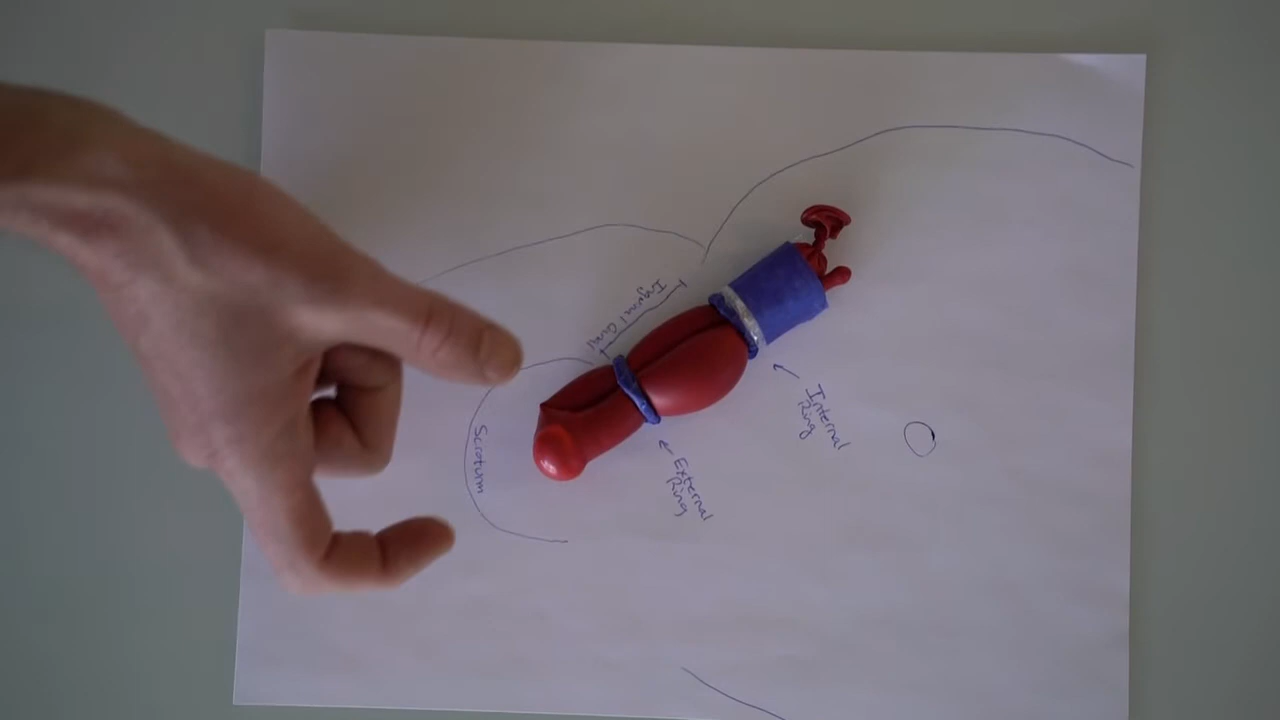 Inguinal Canal
Internal
Ring
External
Ring
Scrotum